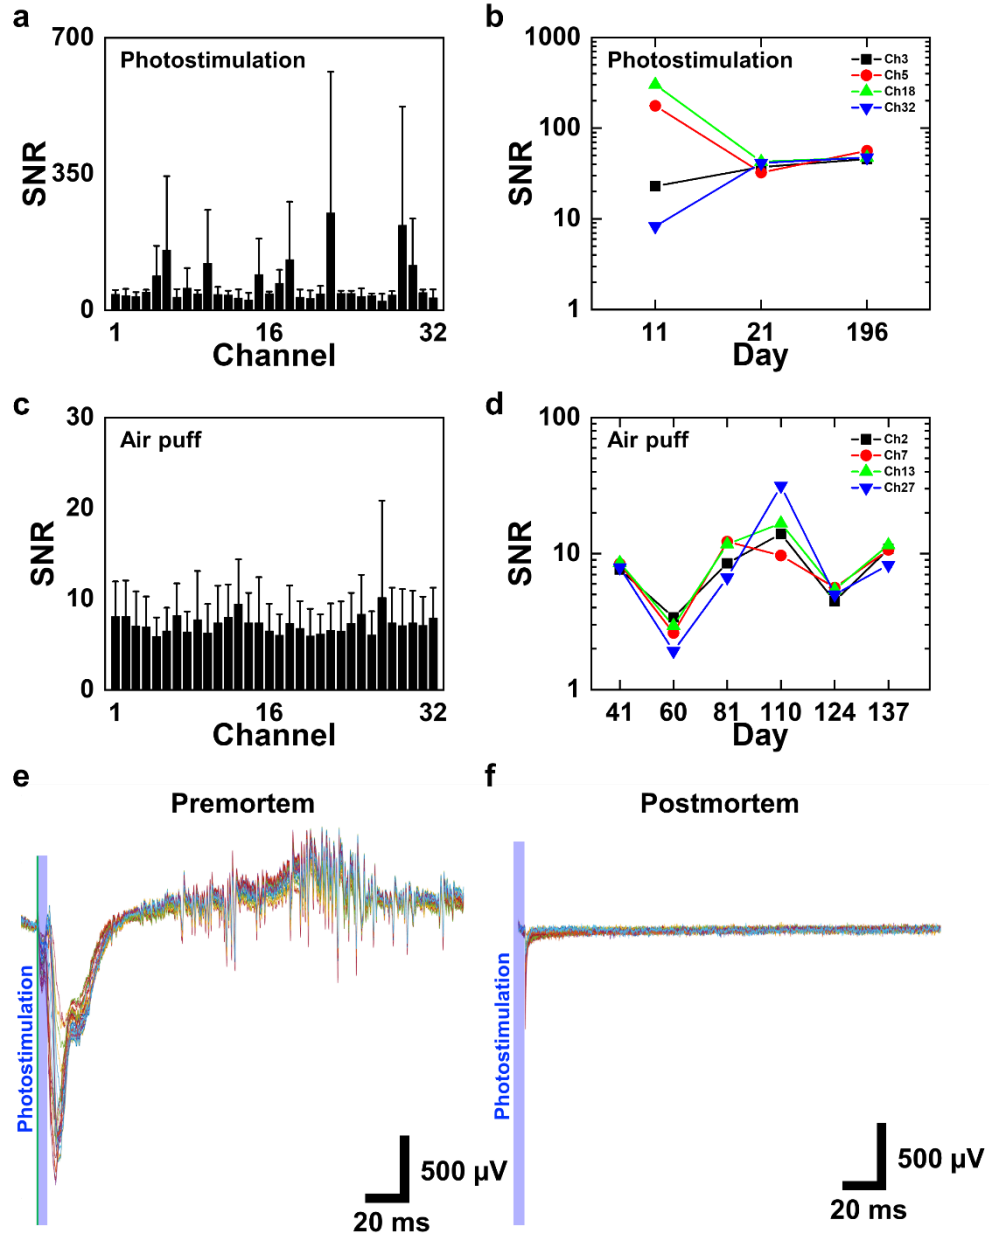 a
700
350
0
SNR
Photostimulation
1
16
32
Channel
b
1000
100
10
1
SNR
Photostimulation
Ch3
Ch5
Ch18
Ch32
11
21
196
Day
c
30
20
10
0
SNR
Air puff
1
16
32
Channel
d
100
10
1
SNR
Air puff
Ch2
Ch7
Ch13
Ch27
41
60
81
110
124
137
Day
e
Premortem
Photostimulation
500 µV
20 ms
f
Postmortem
Photostimulation
500 µV
20 ms